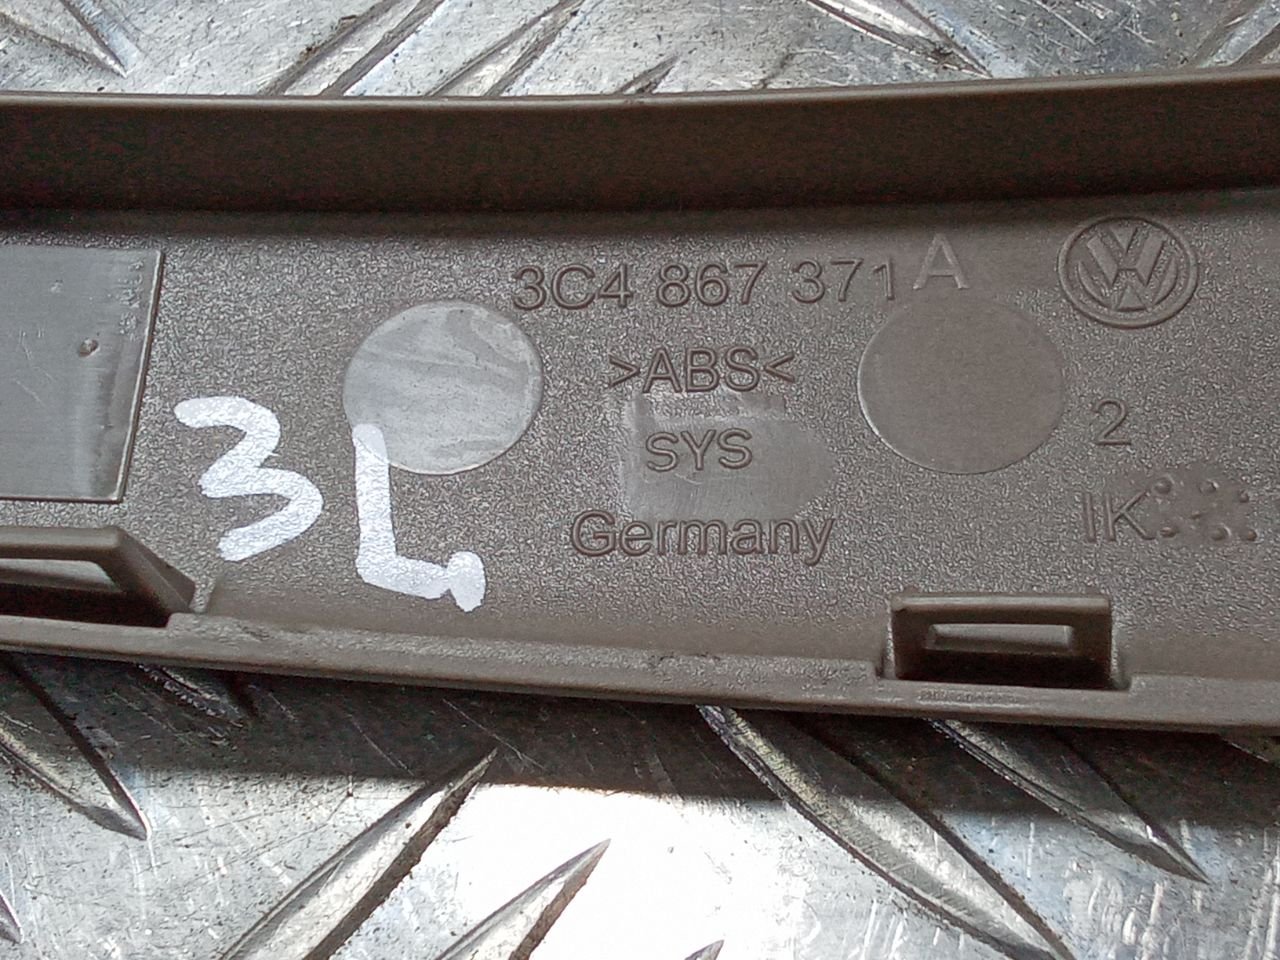 3C4 867 371 A
>ABS<
SYS
Germany
2
IK
3L